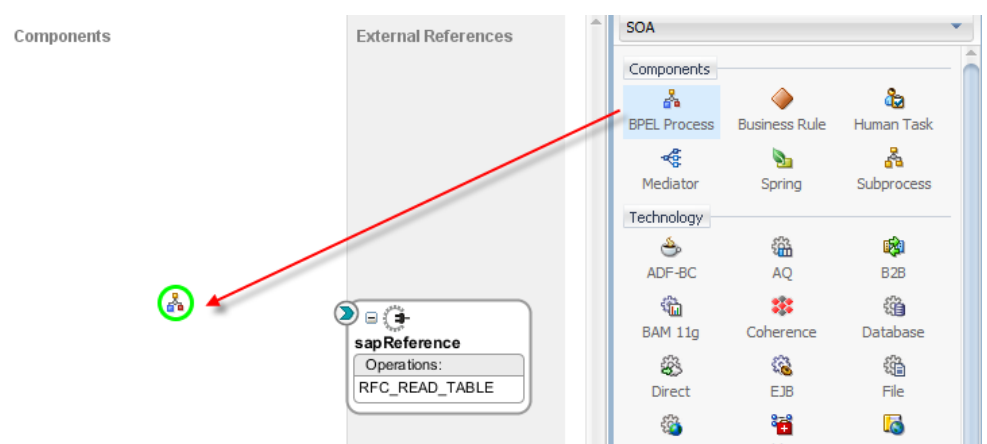 Components
External References
sapReference
Operations:
RFC_READ_TABLE
SOA
Components
BPEL Process
Business Rule
Human Task
Mediator
Spring
Subprocess
Technology
ADF-BC
AQ
B2B
BAM 11g
Coherence
Database
Direct
EJB
File